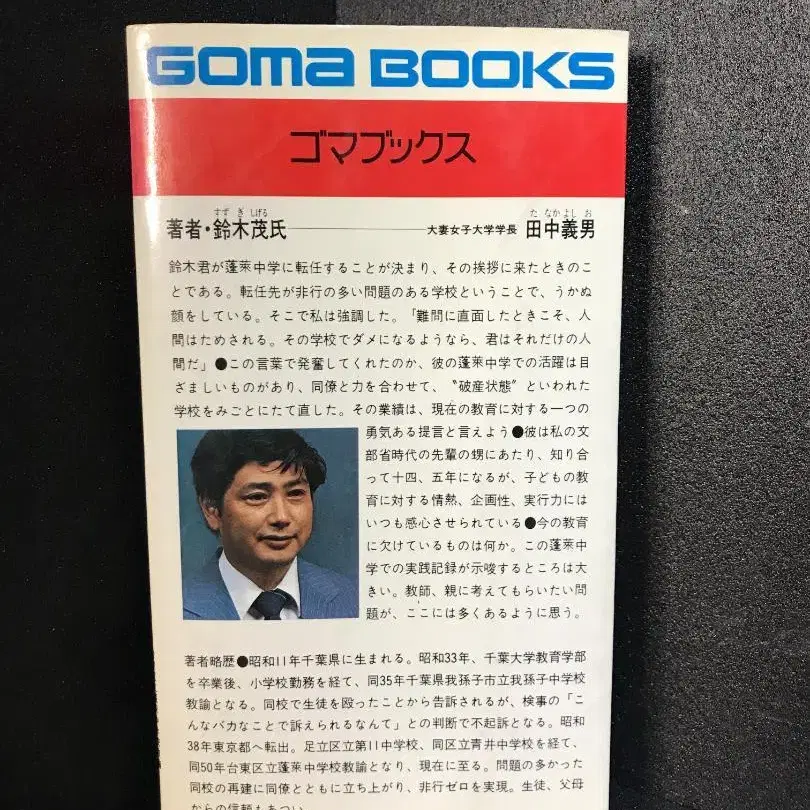 GOMA BOOKS
ゴマブックス
すず き しげる
著者・鈴木茂氏
大妻女子大学学長
た なか よし お
田中義男
鈴木君が蓬萊中学に転任することが決まり、その挨拶に来たときのこ
とである。転任先が非行の多い問題のある学校ということで、うかぬ
顔をしている。そこで私は強調した。「難問に直面したときこそ、人
間はためされる。その学校でダメになるようなら、君はそれだけの人
間だ」●この言葉で発奮してくれたのか、彼の蓬萊中学での活躍は目
ざましいものがあり、同僚と力を合わせて、〝破産状態〟といわれた
学校をみごとにたて直した。その業績は、現在の教育に対する一つの
勇気ある提言と言えよう●彼は私の文
部省時代の先輩の甥にあたり、知り合
って十四、五年になるが、子どもの教
育に対する情熱、企画性、実行力には
いつも感心させられている●今の教育
に欠けているものは何か。この蓬萊中
学での実践記録が示唆するところは大
きい。教師、親に考えてもらいたい問
題が、ここには多くあるように思う。
著者略歴●昭和11年千葉県に生まれる。昭和33年、千葉大学教育学部
を卒業後、小学校勤務を経て、同35年千葉県我孫子市立我孫子中学校
教諭となる。同校で生徒を殴ったことから告訴されるが、検事の「こ
んなバカなことで訴えられるなんて」との判断で不起訴となる。昭和
38年東京都へ転出。足立区立第11中学校、同区立青井中学校を経て、
同50年台東区立蓬萊中学校教諭となり、現在に至る。問題の多かった
同校の再建に同僚とともに立ち上がり、非行ゼロを実現。生徒、父母
からの信頼もあつい